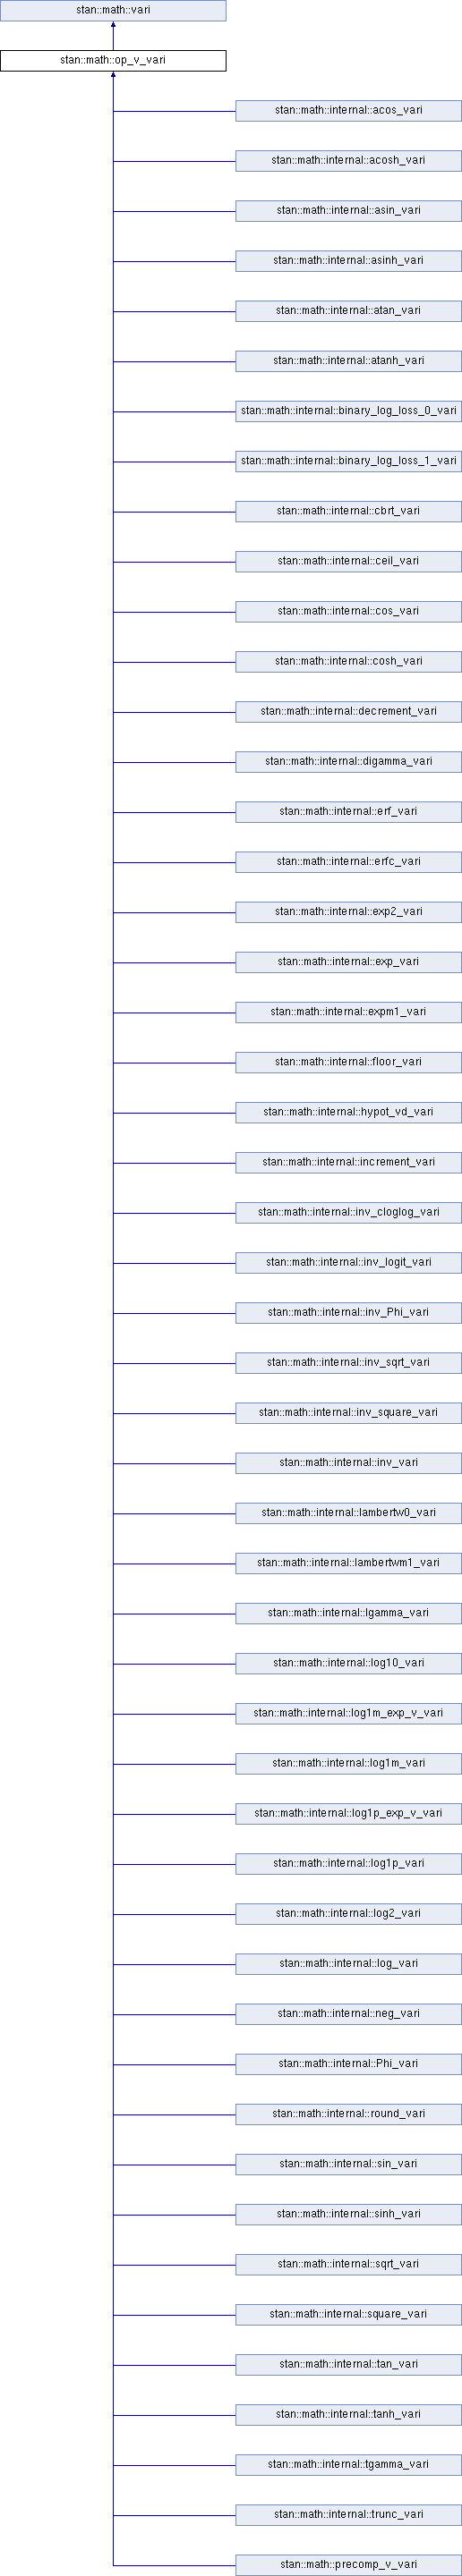 stan::math::vari
stan::math::op_v_vari
stan::math::internal::acos_vari
stan::math::internal::acosh_vari
stan::math::internal::asin_vari
stan::math::internal::asinh_vari
stan::math::internal::atan_vari
stan::math::internal::atanh_vari
stan::math::internal::binary_log_loss_0_vari
stan::math::internal::binary_log_loss_1_vari
stan::math::internal::cbrt_vari
stan::math::internal::ceil_vari
stan::math::internal::cos_vari
stan::math::internal::cosh_vari
stan::math::internal::decrement_vari
stan::math::internal::digamma_vari
stan::math::internal::erf_vari
stan::math::internal::erfc_vari
stan::math::internal::exp2_vari
stan::math::internal::exp_vari
stan::math::internal::expm1_vari
stan::math::internal::floor_vari
stan::math::internal::hypot_vd_vari
stan::math::internal::increment_vari
stan::math::internal::inv_cloglog_vari
stan::math::internal::inv_logit_vari
stan::math::internal::inv_Phi_vari
stan::math::internal::inv_sqrt_vari
stan::math::internal::inv_square_vari
stan::math::internal::inv_vari
stan::math::internal::lambertw0_vari
stan::math::internal::lambertwm1_vari
stan::math::internal::lgamma_vari
stan::math::internal::log10_vari
stan::math::internal::log1m_exp_v_vari
stan::math::internal::log1m_vari
stan::math::internal::log1p_exp_v_vari
stan::math::internal::log1p_vari
stan::math::internal::log2_vari
stan::math::internal::log_vari
stan::math::internal::neg_vari
stan::math::internal::Phi_vari
stan::math::internal::round_vari
stan::math::internal::sin_vari
stan::math::internal::sinh_vari
stan::math::internal::sqrt_vari
stan::math::internal::square_vari
stan::math::internal::tan_vari
stan::math::internal::tanh_vari
stan::math::internal::tgamma_vari
stan::math::internal::trunc_vari
stan::math::precomp_v_vari